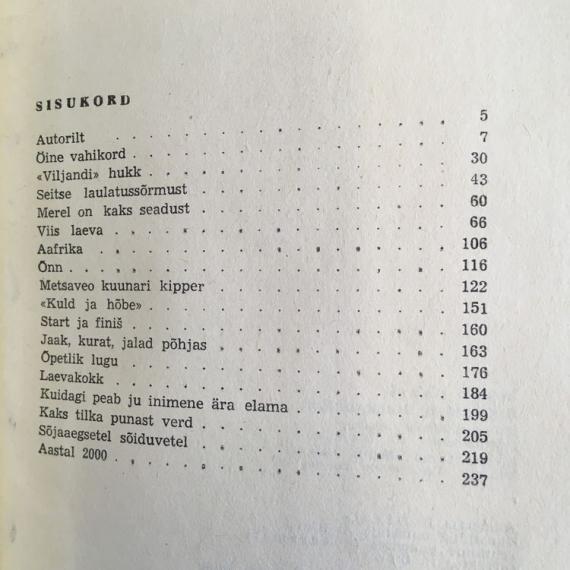 SISUKORD
Autorilt . . . . . . . . . . . . . . . 5
Öine vahikord . . . . . . . . . . . . . . . 7
«Viljandi» hukk . . . . . . . . . . . . . . 30
Seitse laulatussõrmust . . . . . . . . . . . . 43
Merel on kaks seadust . . . . . . . . . . . . 60
Viis laeva . . . . . . . . . . . . . . . 66
Aafrika . . . . . . . . . . . . . . . . 106
Õnn . . . . . . . . . . . . . . . . . 116
Metsaveo kuunari kipper . . . . . . . . . . . 122
«Kuld ja hõbe» . . . . . . . . . . . . . . 151
Start ja finiš . . . . . . . . . . . . . . 160
Jaak, kurat, jalad põhjas . . . . . . . . . . . 163
Õpetlik lugu . . . . . . . . . . . . . . . 176
Laevakokk . . . . . . . . . . . . . . . 184
Kuidagi peab ju inimene ära elama . . . . . . . . 199
Kaks tilka punast verd . . . . . . . . . . . . 205
Sõjaaegsetel sõiduvetel . . . . . . . . . . . . 219
Aastal 2000 . . . . . . . . . . . . . . . 237